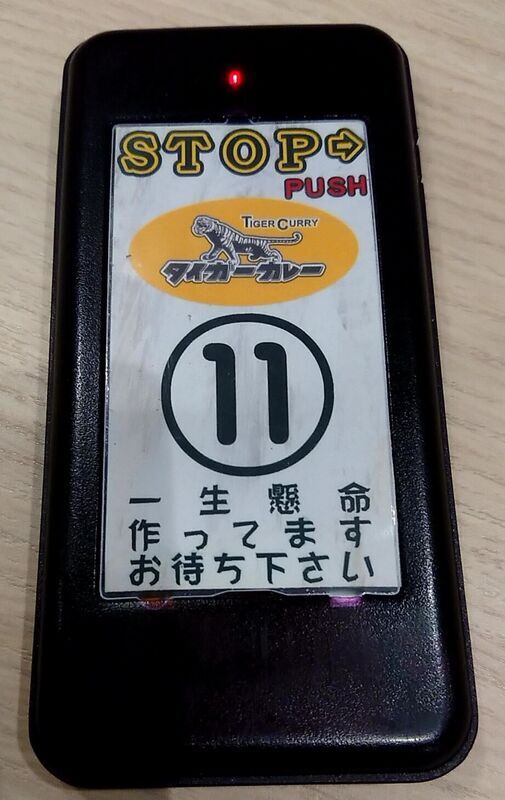 STOP⇨
PUSH
TIGER CURRY
タイガーカレー
11
一生懸命
作ってます
お待ち下さい